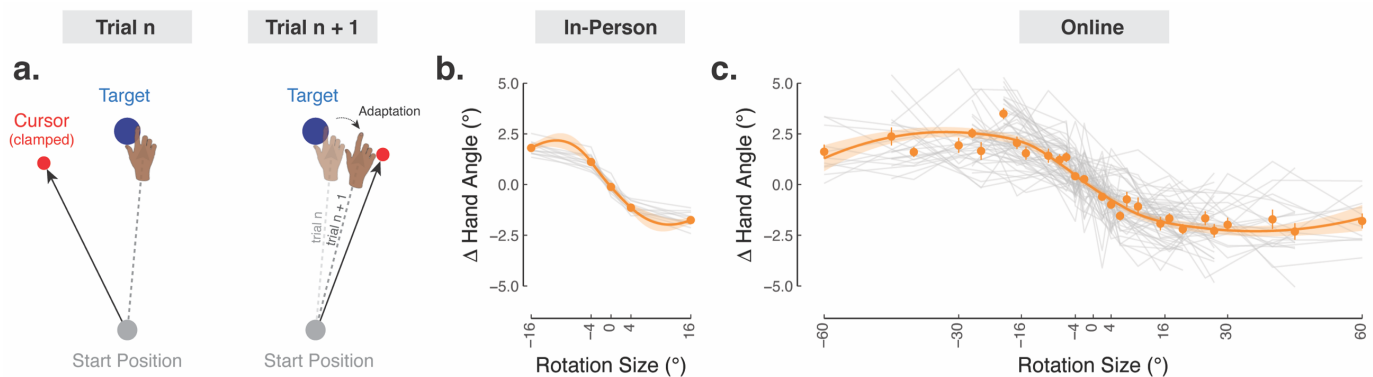 Trial n
Trial n + 1
In-Person
Online
a.
Target
Cursor
(clamped)
Start Position
Target
Adaptation
trial n
trial n + 1
Start Position
b.
Δ Hand Angle (°)
5.0
2.5
0.0
−2.5
−5.0
−16
−4
0
4
16
Rotation Size (°)
c.
Δ Hand Angle (°)
5.0
2.5
0.0
−2.5
−5.0
−60
−30
−16
−4
0
4
16
30
60
Rotation Size (°)